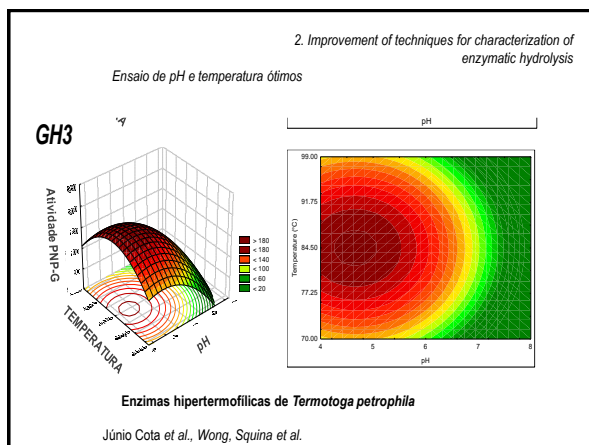 2. Improvement of techniques for characterization of
enzymatic hydrolysis
Ensaio de pH e temperatura ótimos
GH3
Atividade PNP-G
TEMPERATURA
pH
> 180
< 180
< 140
< 100
< 60
< 20
pH
99.00
91.75
84.50
77.25
70.00
Temperature (°C)
4 5 6 7 8
pH
Enzimas hipertermofílicas de Termotoga petrophila
Júnio Cota et al., Wong, Squina et al.